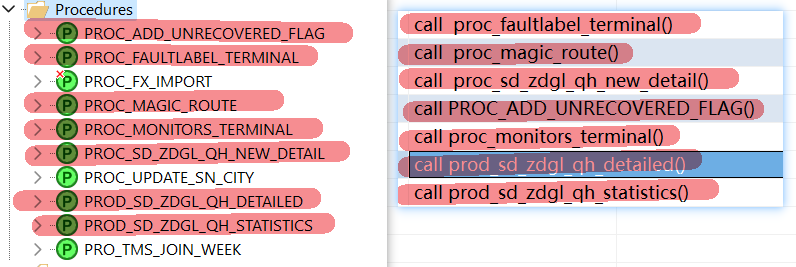 Procedures
PROC_ADD_UNRECOVERED_FLAG
PROC_FAULTLABEL_TERMINAL
PROC_FX_IMPORT
PROC_MAGIC_ROUTE
PROC_MONITORS_TERMINAL
PROC_SD_ZDGL_QH_NEW_DETAIL
PROC_UPDATE_SN_CITY
PROD_SD_ZDGL_QH_DETAILED
PROD_SD_ZDGL_QH_STATISTICS
PRO_TMS_JOIN_WEEK
call proc_faultlabel_terminal()
call proc_magic_route()
call proc_sd_zdgl_qh_new_detail()
call PROC_ADD_UNRECOVERED_FLAG()
call proc_monitors_terminal()
call prod_sd_zdgl_qh_detailed()
call prod_sd_zdgl_qh_statistics()